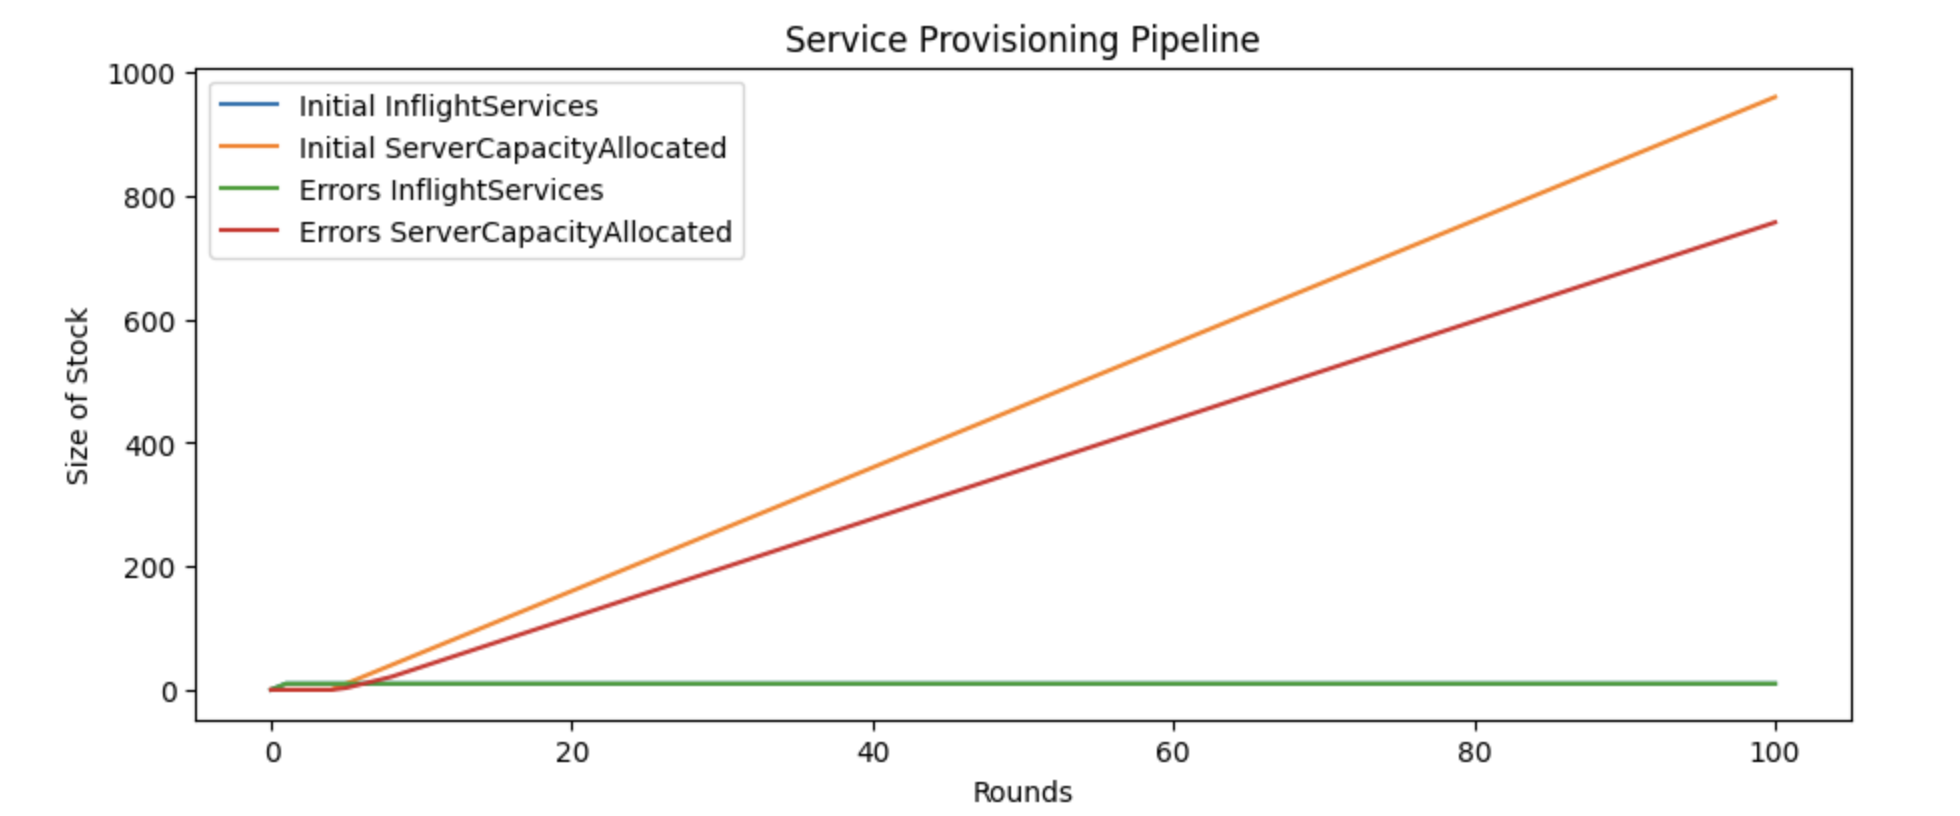 Service Provisioning Pipeline
1000
800
600
400
200
0
Size of Stock
Initial InflightServices
Initial ServerCapacityAllocated
Errors InflightServices
Errors ServerCapacityAllocated
0 20 40 60 80 100
Rounds